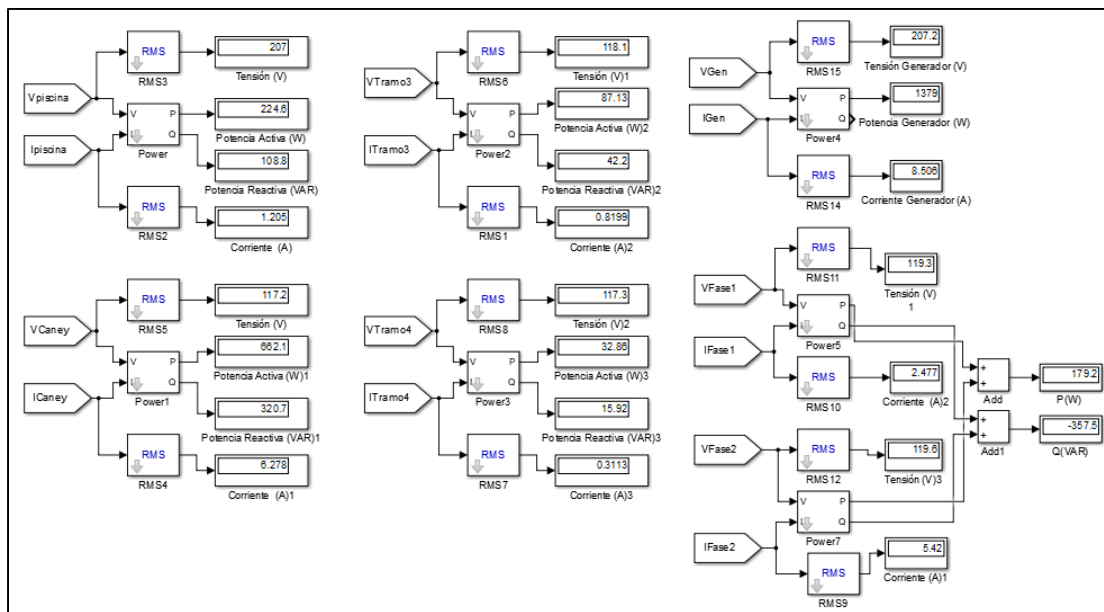 RMS
RMS3
207
Tensión (V)
Vpiscina
V
I
P
Q
Power
224.6
Potencia Activa (W)
Ipiscina
108.8
Potencia Reactiva (VAR)
RMS
RMS2
1.205
Corriente (A)
RMS
RMS5
117.2
Tensión (V)
VCaney
V
I
P
Q
Power1
662.1
Potencia Activa (W)1
ICaney
320.7
Potencia Reactiva (VAR)1
RMS
RMS4
6.278
Corriente (A)1
RMS
RMS6
118.1
Tensión (V)1
VTramo3
V
I
P
Q
Power2
87.13
Potencia Activa (W)2
ITramo3
42.2
Potencia Reactiva (VAR)2
RMS
RMS1
0.8199
Corriente (A)2
RMS
RMS8
117.3
Tensión (V)2
VTramo4
V
I
P
Q
Power3
32.86
Potencia Activa (W)3
ITramo4
15.92
Potencia Reactiva (VAR)3
RMS
RMS7
0.3113
Corriente (A)3
RMS
RMS15
207.2
Tensión Generador (V)
VGen
V
I
P
Q
Power4
1379
Potencia Generador (W)
IGen
RMS
RMS14
8.506
Corriente Generador (A)
RMS
RMS11
119.3
Tensión (V)
1
VFase1
V
I
P
Q
Power5
IFase1
RMS
RMS10
2.477
Corriente (A)2
+
+
Add
179.2
P(W)
+
+
Add1
-357.5
Q(VAR)
VFase2
RMS
RMS12
119.6
Tensión (V)3
V
I
P
Q
Power7
IFase2
RMS
RMS9
5.42
Corriente (A)1